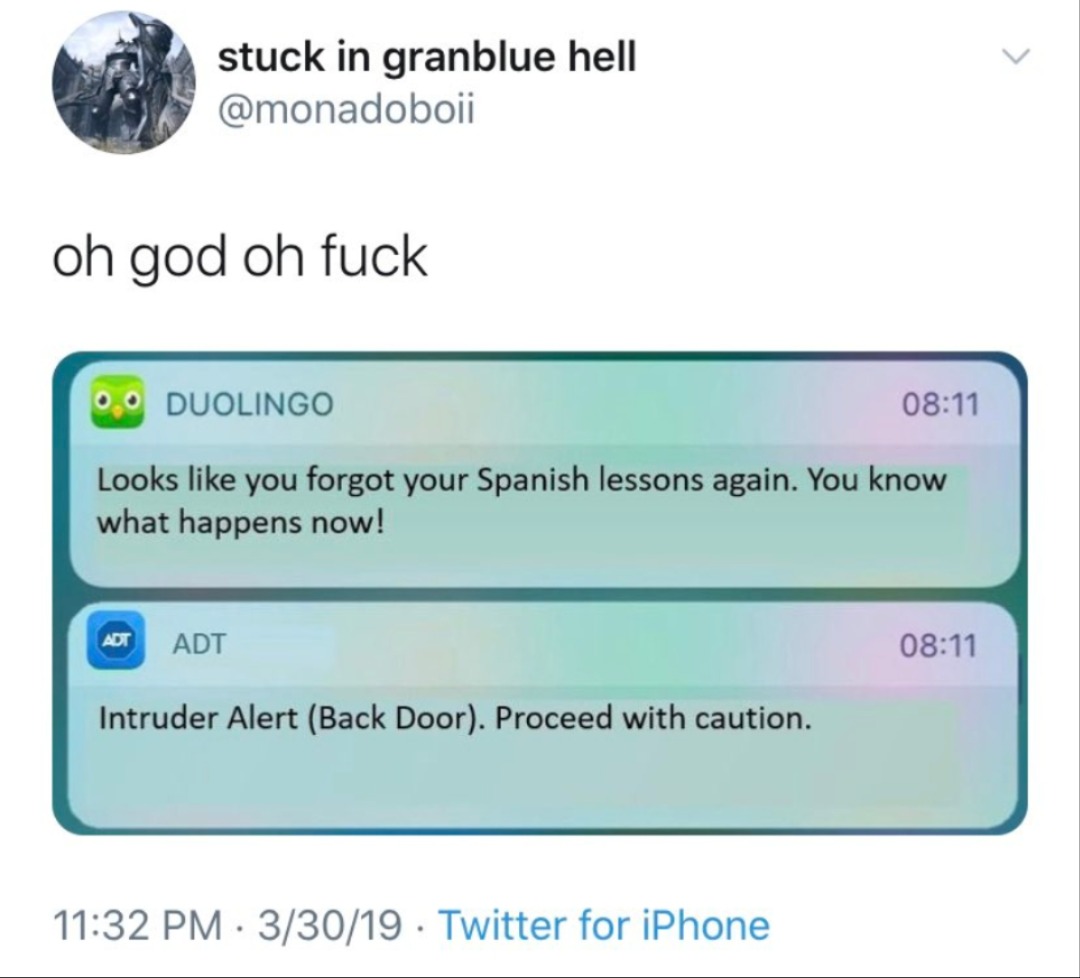 stuck in granblue hell
@monadoboii
oh god oh fuck
DUOLINGO 08:11
Looks like you forgot your Spanish lessons again. You know
what happens now!
ADT ADT 08:11
Intruder Alert (Back Door). Proceed with caution.
11:32 PM · 3/30/19 · Twitter for iPhone